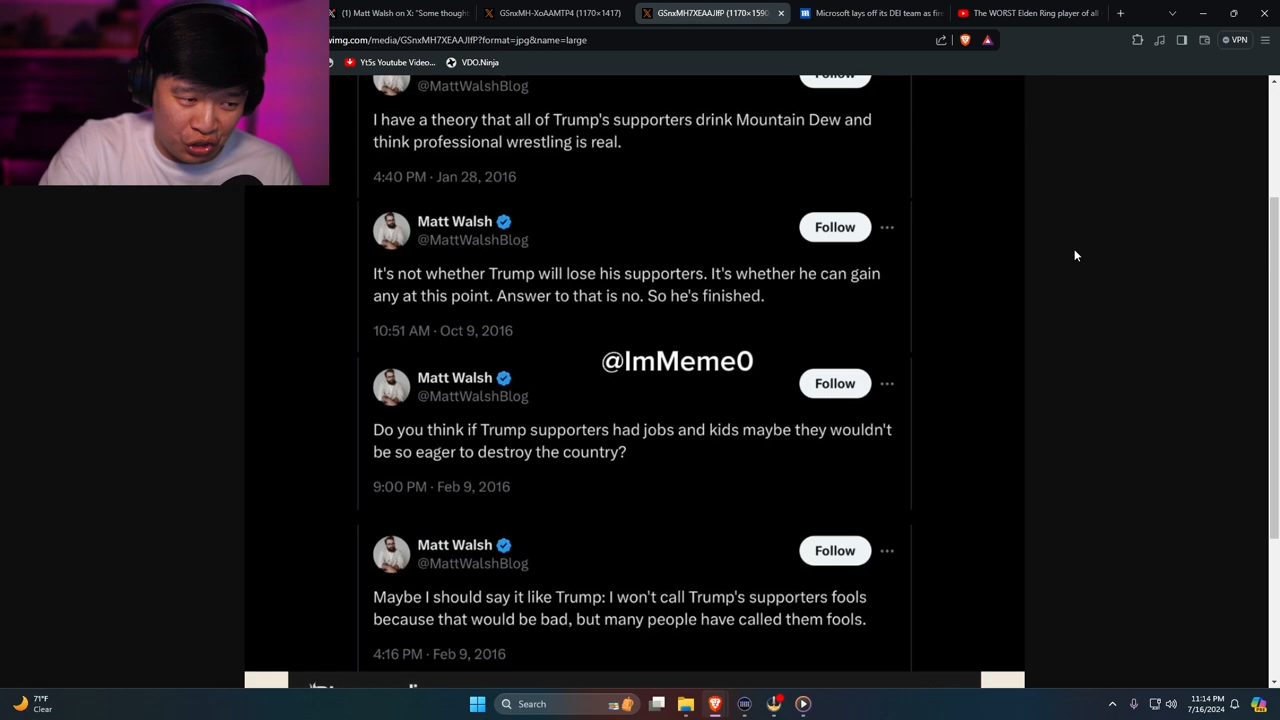 (1) Matt Walsh on X: "Some thought
GSnxMH-XoAAMTP4 (1170×1417)
GSnxMH7XEAAJIfP (1170×1590
Microsoft lays off its DEI team as fir
The WORST Elden Ring player of all
wimg.com/media/GSnxMH7XEAAJIfP?format=jpg&name=large
VPN
Yt5s Youtube Video...
VDO.Ninja
@MattWalshBlog
Follow
I have a theory that all of Trump's supporters drink Mountain Dew and
think professional wrestling is real.
4:40 PM · Jan 28, 2016
Matt Walsh
@MattWalshBlog
Follow
It's not whether Trump will lose his supporters. It's whether he can gain
any at this point. Answer to that is no. So he's finished.
10:51 AM · Oct 9, 2016
@ImMeme0
Matt Walsh
@MattWalshBlog
Follow
Do you think if Trump supporters had jobs and kids maybe they wouldn't
be so eager to destroy the country?
9:00 PM · Feb 9, 2016
Matt Walsh
@MattWalshBlog
Follow
Maybe I should say it like Trump: I won't call Trump's supporters fools
because that would be bad, but many people have called them fools.
4:16 PM · Feb 9, 2016
71°F
Clear
Search
11:14 PM
7/16/2024